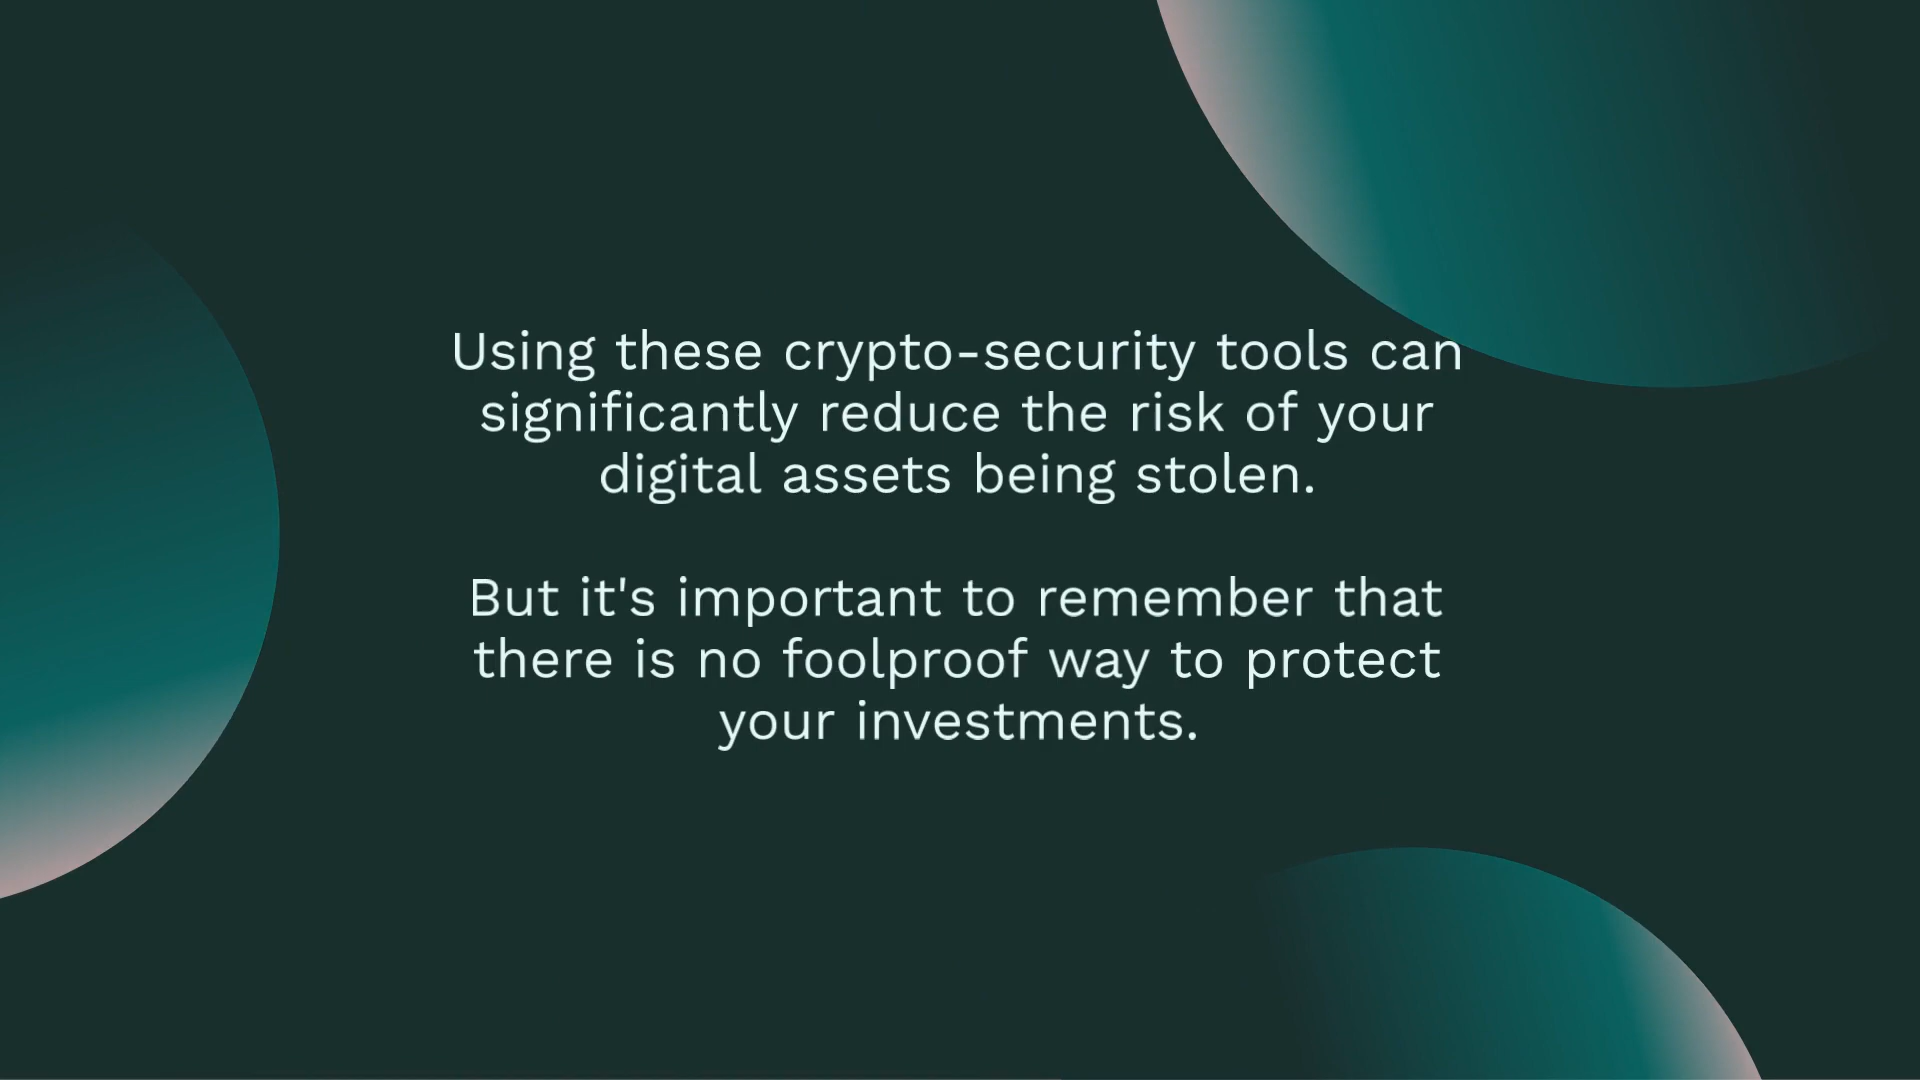 Using these crypto-security tools can
significantly reduce the risk of your
digital assets being stolen.
But it's important to remember that
there is no foolproof way to protect
your investments.